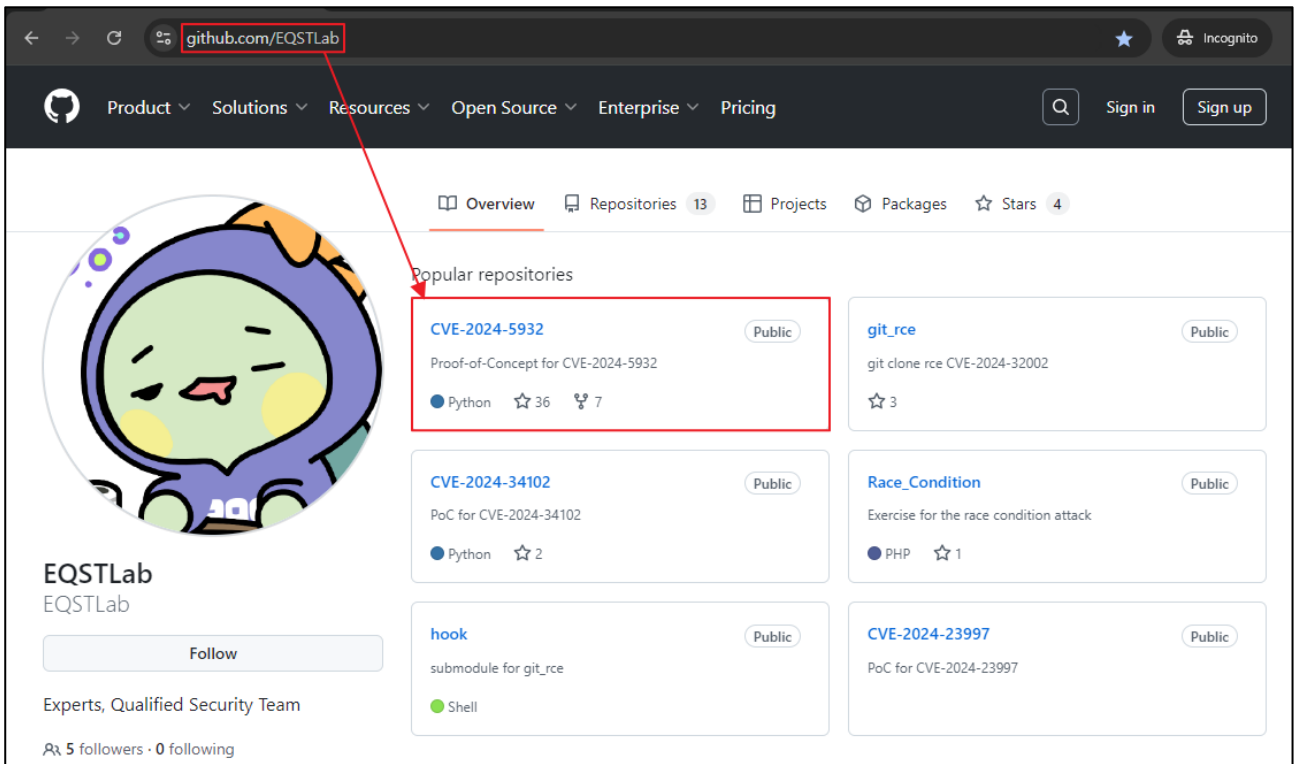 github.com/EQSTLab
Incognito
Product Solutions Resources Open Source Enterprise Pricing Sign in Sign up
Overview Repositories 13 Projects Packages Stars 4
Popular repositories
CVE-2024-5932 Public
Proof-of-Concept for CVE-2024-5932
Python 36 7
git_rce Public
git clone rce CVE-2024-32002
3
CVE-2024-34102 Public
PoC for CVE-2024-34102
Python 2
Race_Condition Public
Exercise for the race condition attack
PHP 1
hook Public
submodule for git_rce
Shell
CVE-2024-23997 Public
PoC for CVE-2024-23997
EQSTLab
EQSTLab
Follow
Experts, Qualified Security Team
5 followers · 0 following